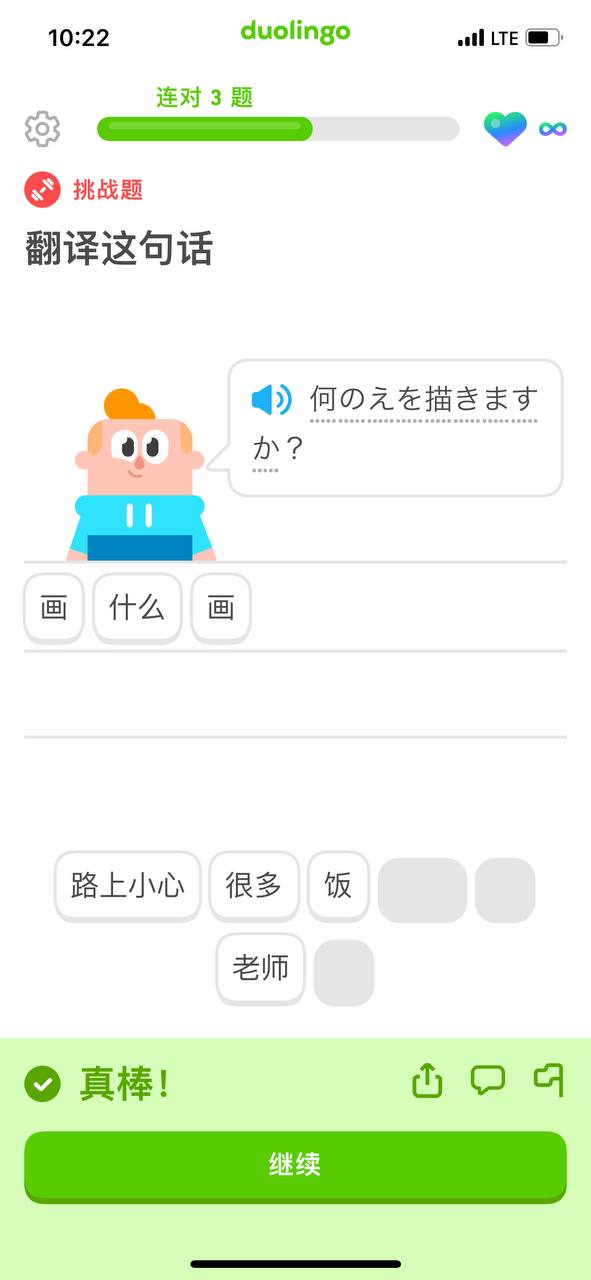 10:22
duolingo
LTE
连对 3 题
挑战题
翻译这句话
何のえを描きます
か？
画 什么 画
路上小心 很多 饭
老师
真棒！
继续